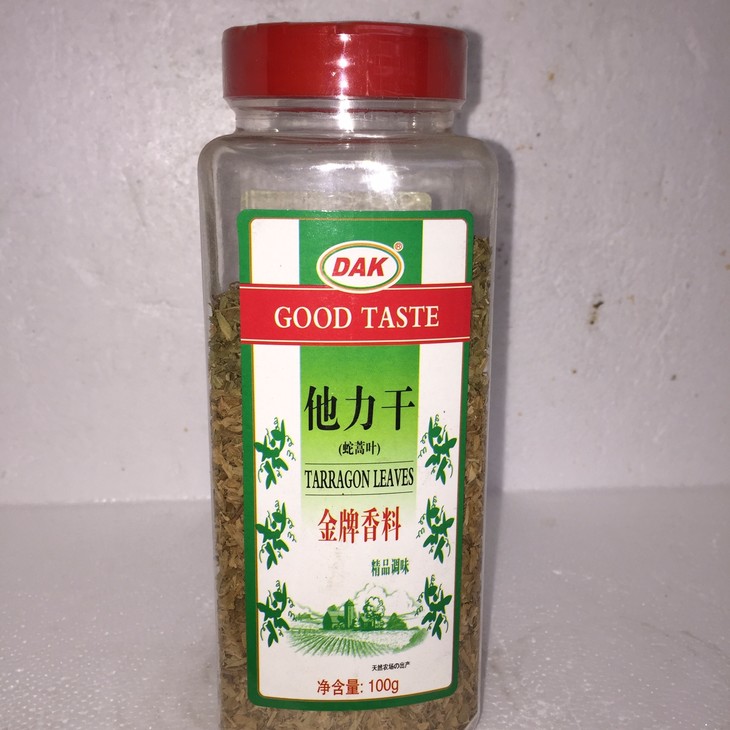 DAK®
GOOD TASTE
他力干
(蛇蒿叶)
TARRAGON LEAVES
金牌香料
精品调味
天然农场の出产
净含量: 100g